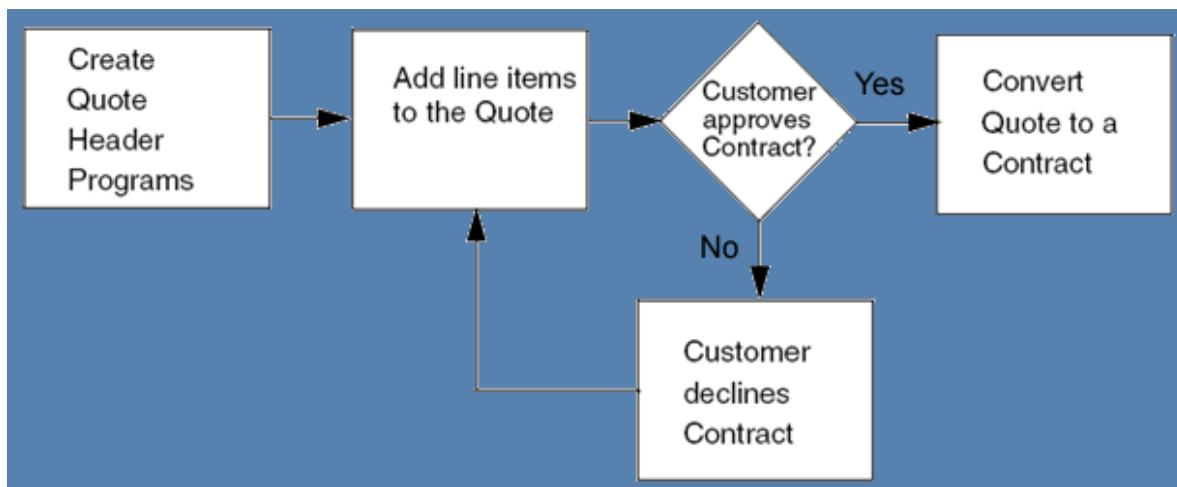 Create
Quote
Header
Programs
Add line items
to the Quote
Customer
approves
Contract?
Yes
Convert
Quote to a
Contract
No
Customer
declines
Contract